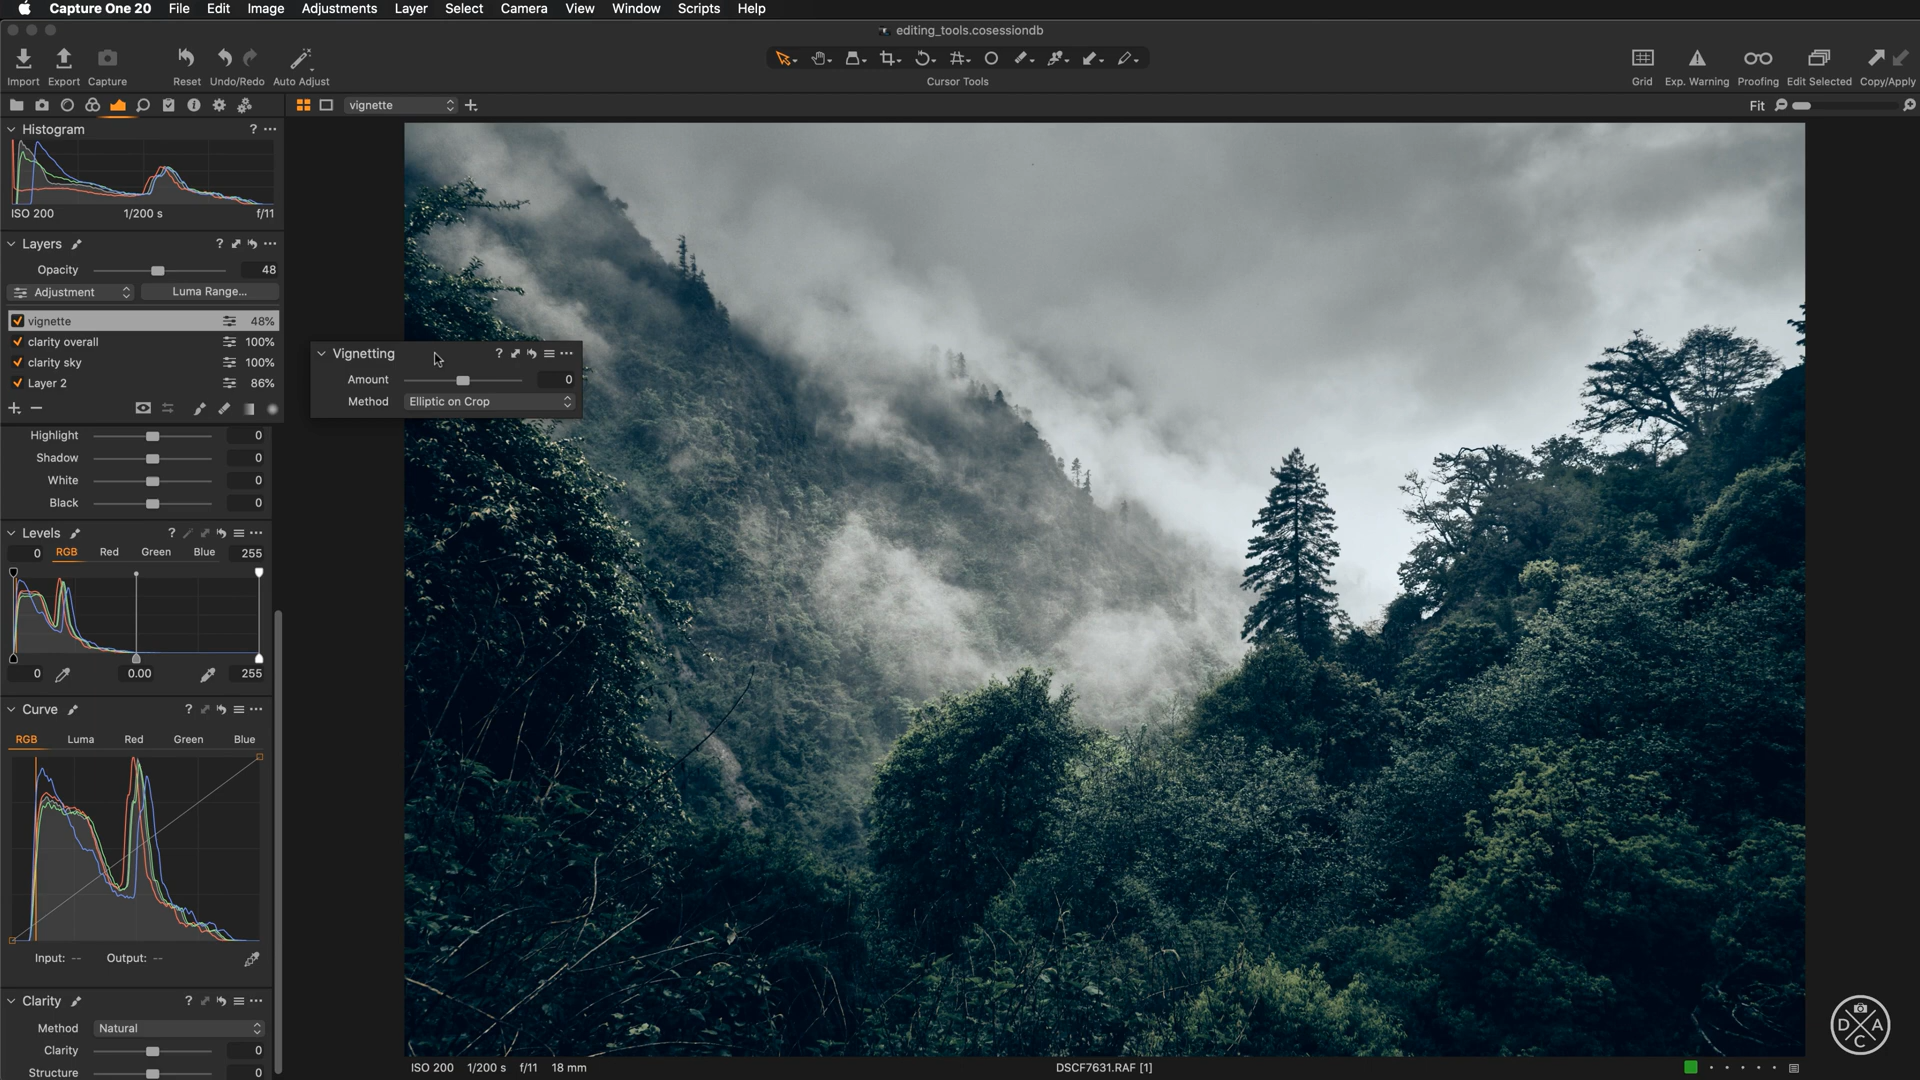 Capture One 20 File Edit Image Adjustments Layer Select Camera View Window Scripts Help
editing_tools.cosessiondb
Import Export Capture Reset Undo/Redo Auto Adjust Cursor Tools Grid Exp. Warning Proofing Edit Selected Copy/Apply
vignette Fit
Histogram ?
ISO 200 1/200 s f/11
Layers ?
Opacity 48
Adjustment Luma Range...
vignette 48%
clarity overall 100%
clarity sky 100%
Layer 2 86%
Vignetting ?
Amount 0
Method Elliptic on Crop
Highlight 0
Shadow 0
White 0
Black 0
Levels ?
0 RGB Red Green Blue 255
0 0.00 255
Curve ?
RGB Luma Red Green Blue
Input: -- Output: --
Clarity ?
Method Natural
Clarity 0
Structure 0
ISO 200 1/200 s f/11 18 mm DSCF7631.RAF [1]
D A C